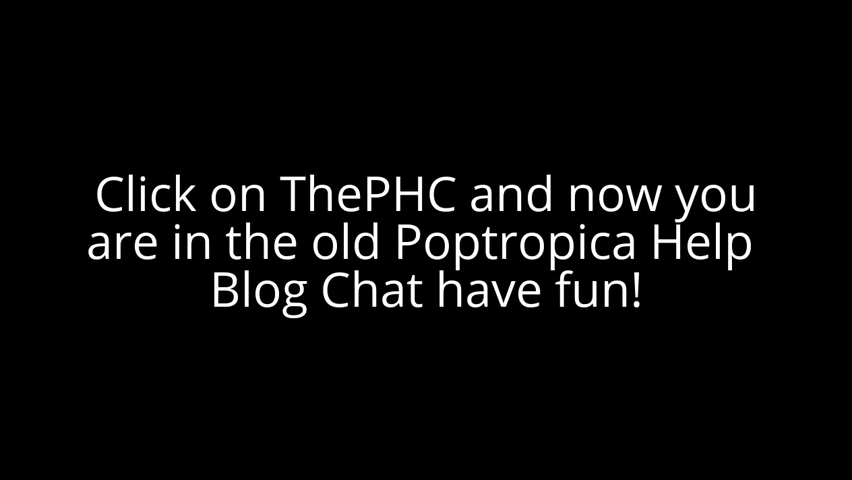 Click on ThePHC and now you
are in the old Poptropica Help
Blog Chat have fun!